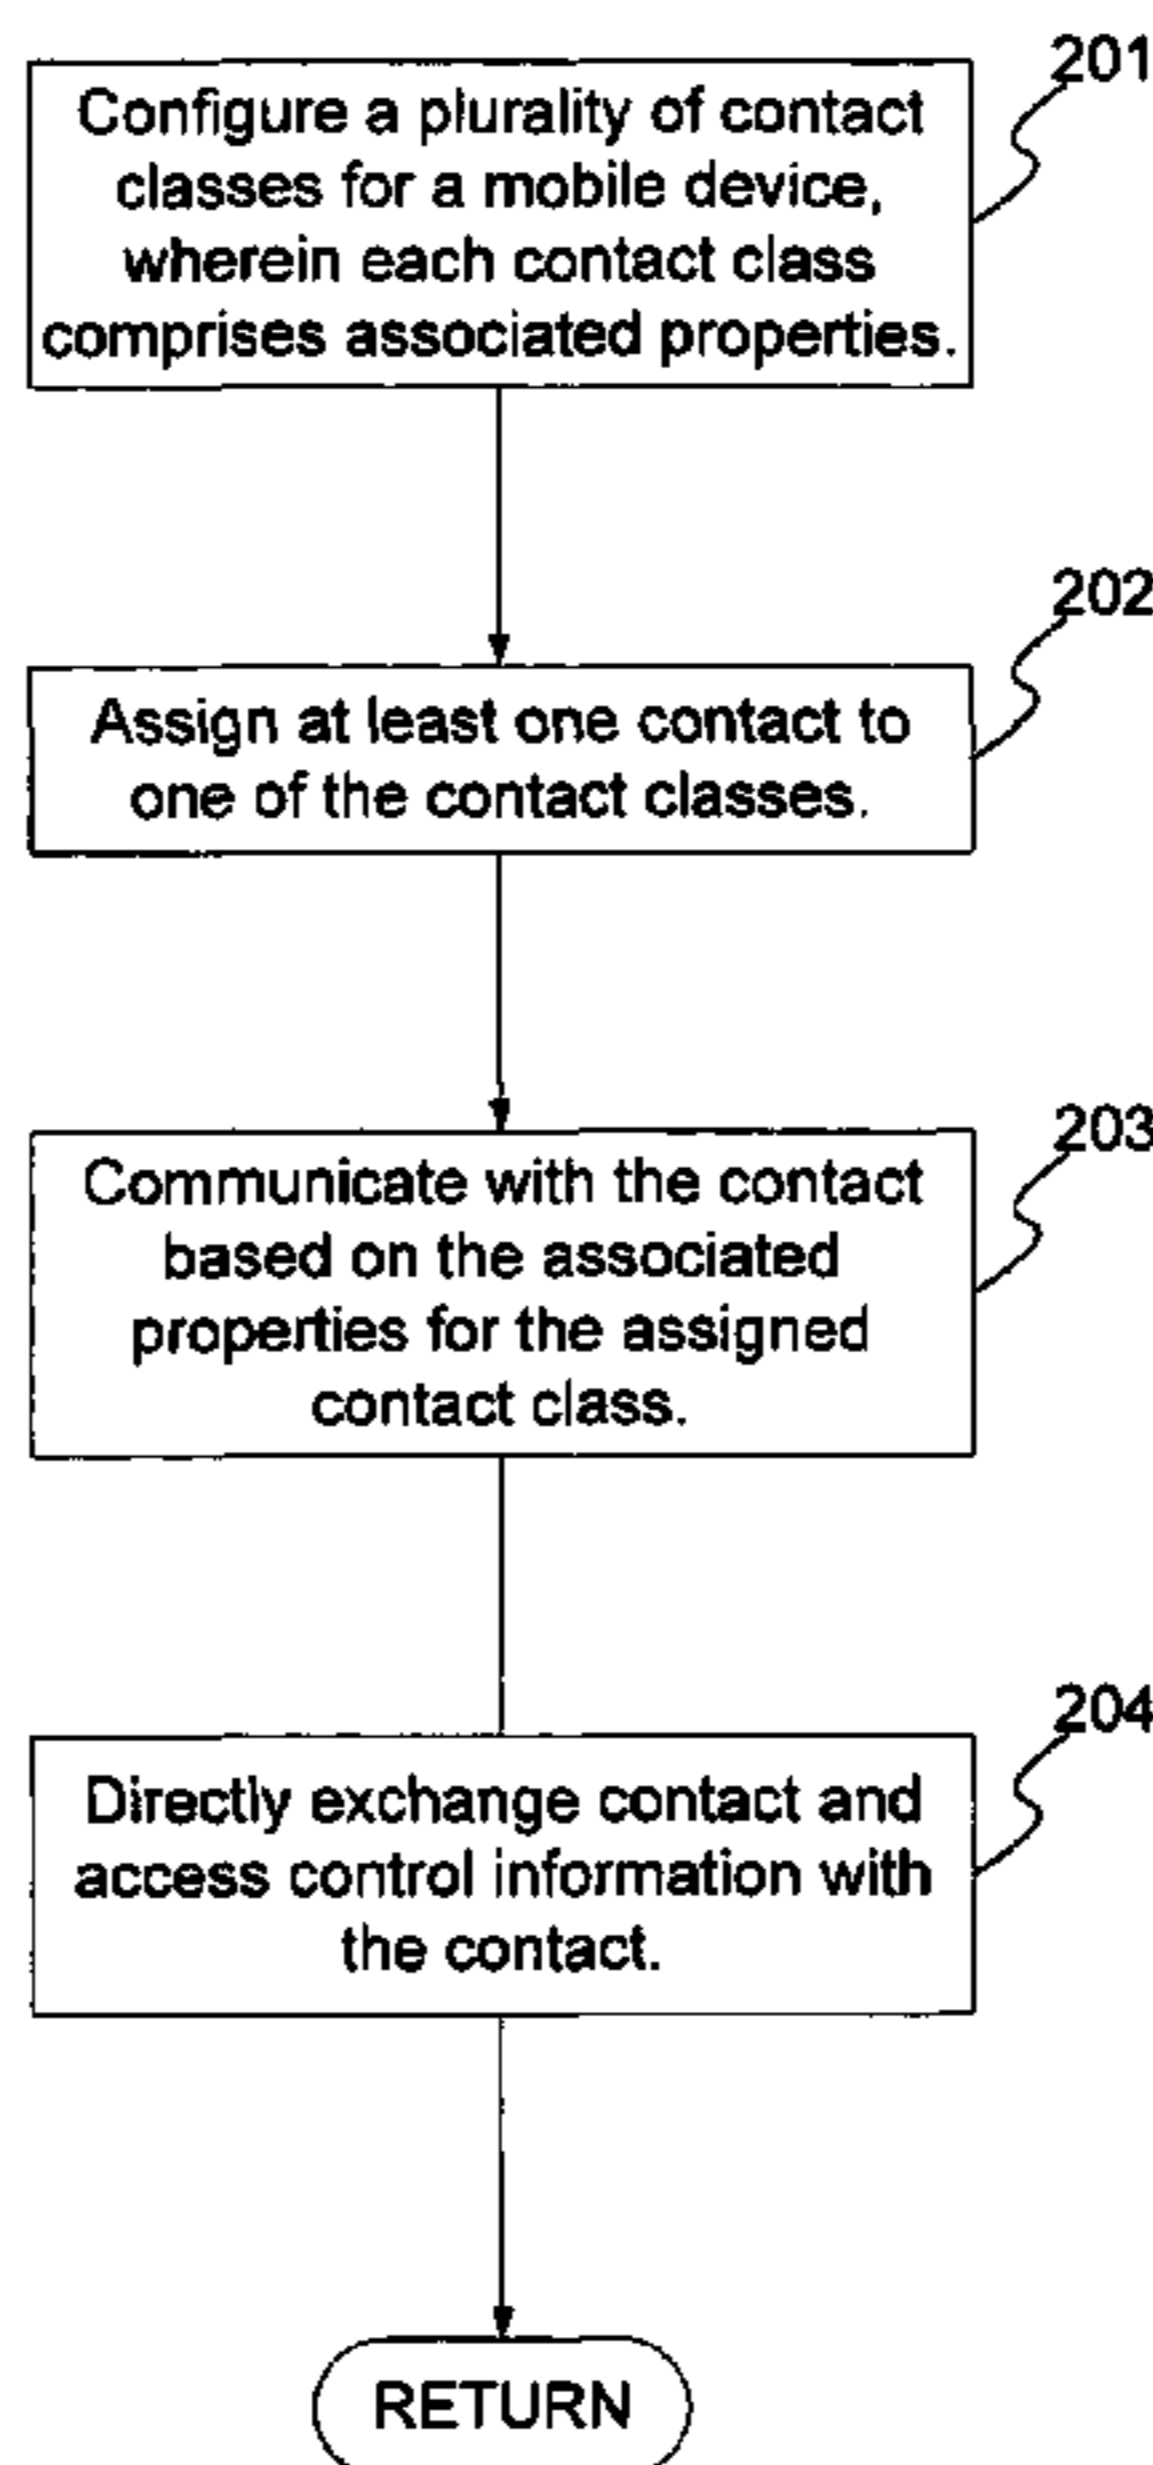 201
Configure a plurality of contact
classes for a mobile device,
wherein each contact class
comprises associated properties.
202
Assign at least one contact to
one of the contact classes.
203
Communicate with the contact
based on the associated
properties for the assigned
contact class.
204
Directly exchange contact and
access control information with
the contact.
RETURN